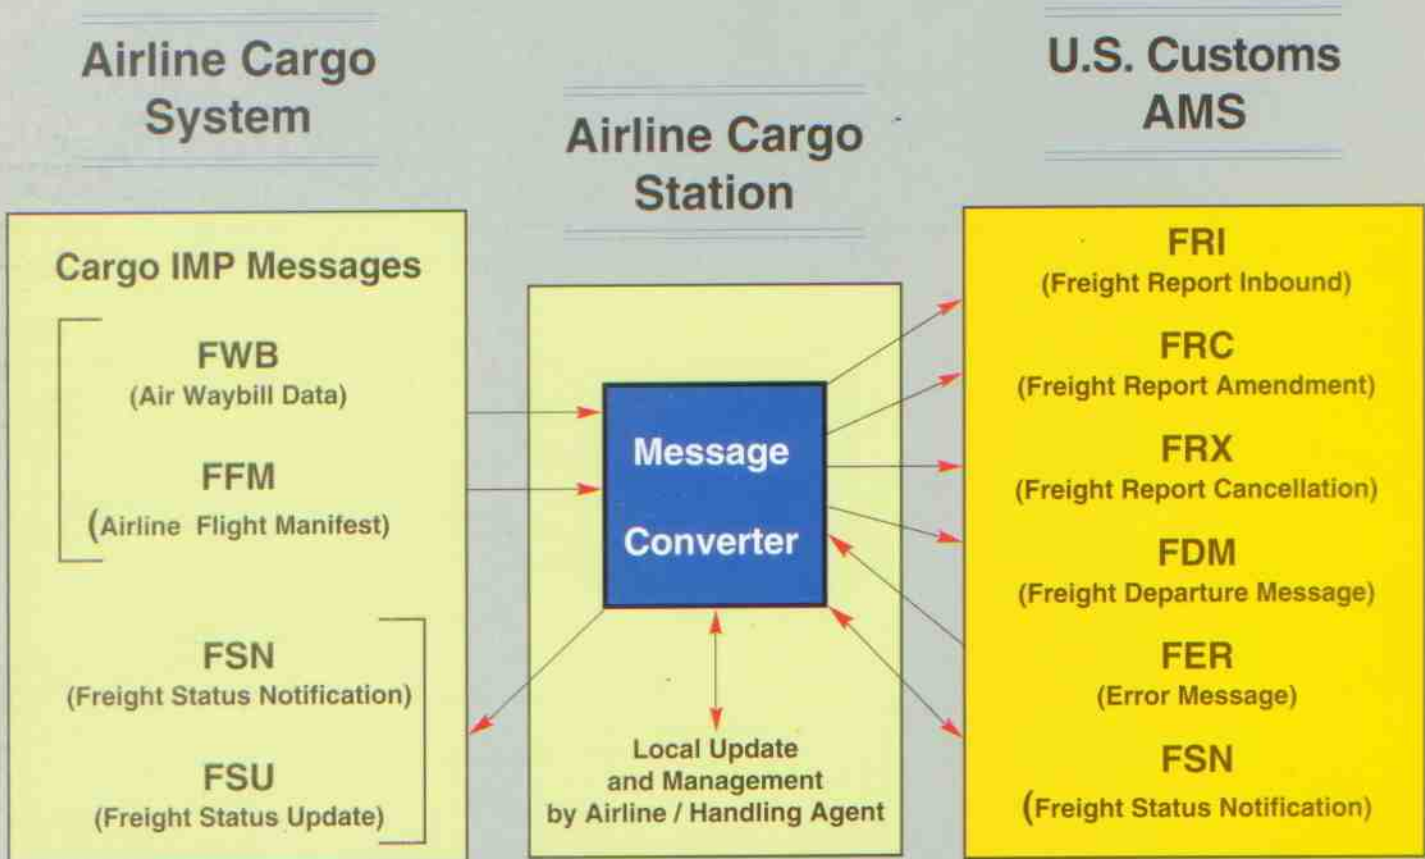 Airline Cargo
System
Cargo IMP Messages
FWB
(Air Waybill Data)
FFM
(Airline Flight Manifest)
FSN
(Freight Status Notification)
FSU
(Freight Status Update)
Airline Cargo
Station
Message
Converter
Local Update
and Management
by Airline / Handling Agent
U.S. Customs
AMS
FRI
(Freight Report Inbound)
FRC
(Freight Report Amendment)
FRX
(Freight Report Cancellation)
FDM
(Freight Departure Message)
FER
(Error Message)
FSN
(Freight Status Notification)